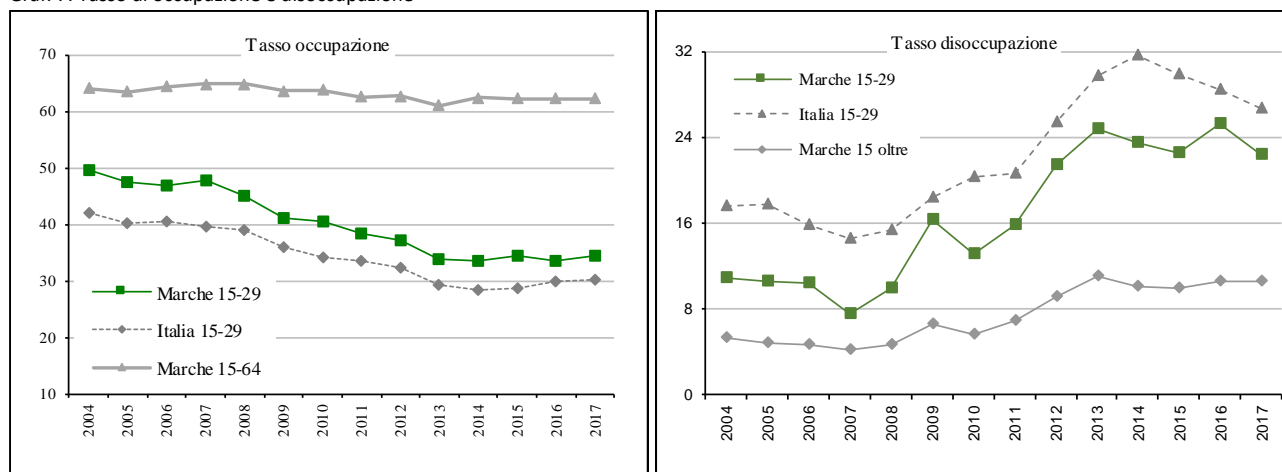 Tasso di occupazione e disoccupazione
Tasso occupazione
70
60
50
40
30
20
10
Marche 15-29
Italia 15-29
Marche 15-64
2004 2005 2006 2007 2008 2009 2010 2011 2012 2013 2014 2015 2016 2017
Tasso disoccupazione
32
24
16
8
0
Marche 15-29
Italia 15-29
Marche 15 oltre
2004 2005 2006 2007 2008 2009 2010 2011 2012 2013 2014 2015 2016 2017